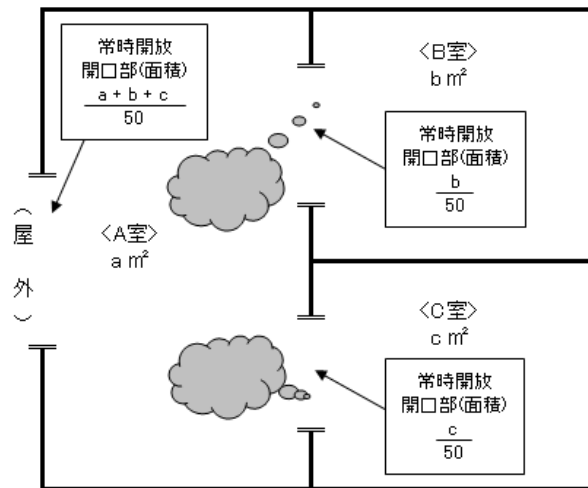 常時開放
開口部(面積)
a + b + c
50
<B室>
b ㎡
常時開放
開口部(面積)
b
50
（屋 外）
<A室>
a ㎡
<C室>
c ㎡
常時開放
開口部(面積)
c
50